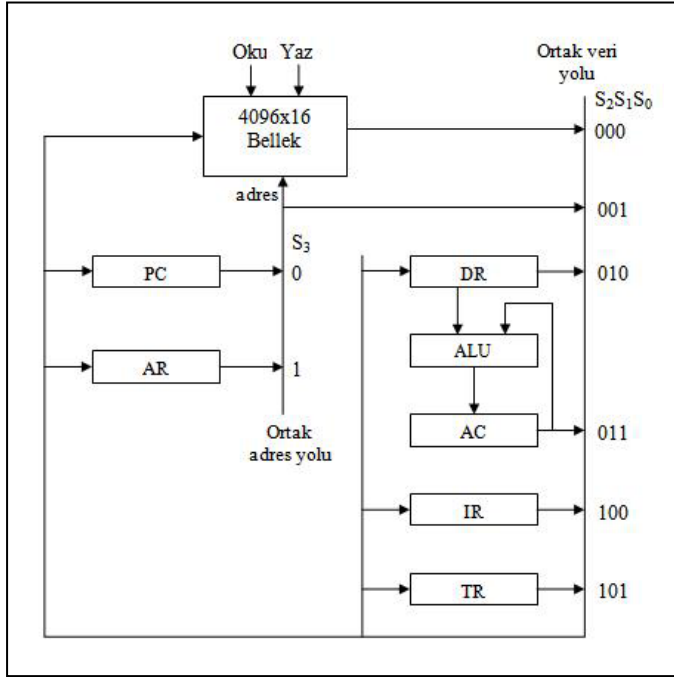 Oku Yaz
Ortak veri
yolu
S₂S₁S₀
4096x16
Bellek
000
adres
001
S₃
PC
0
DR
010
ALU
AR
1
Ortak
adres yolu
AC
011
IR
100
TR
101